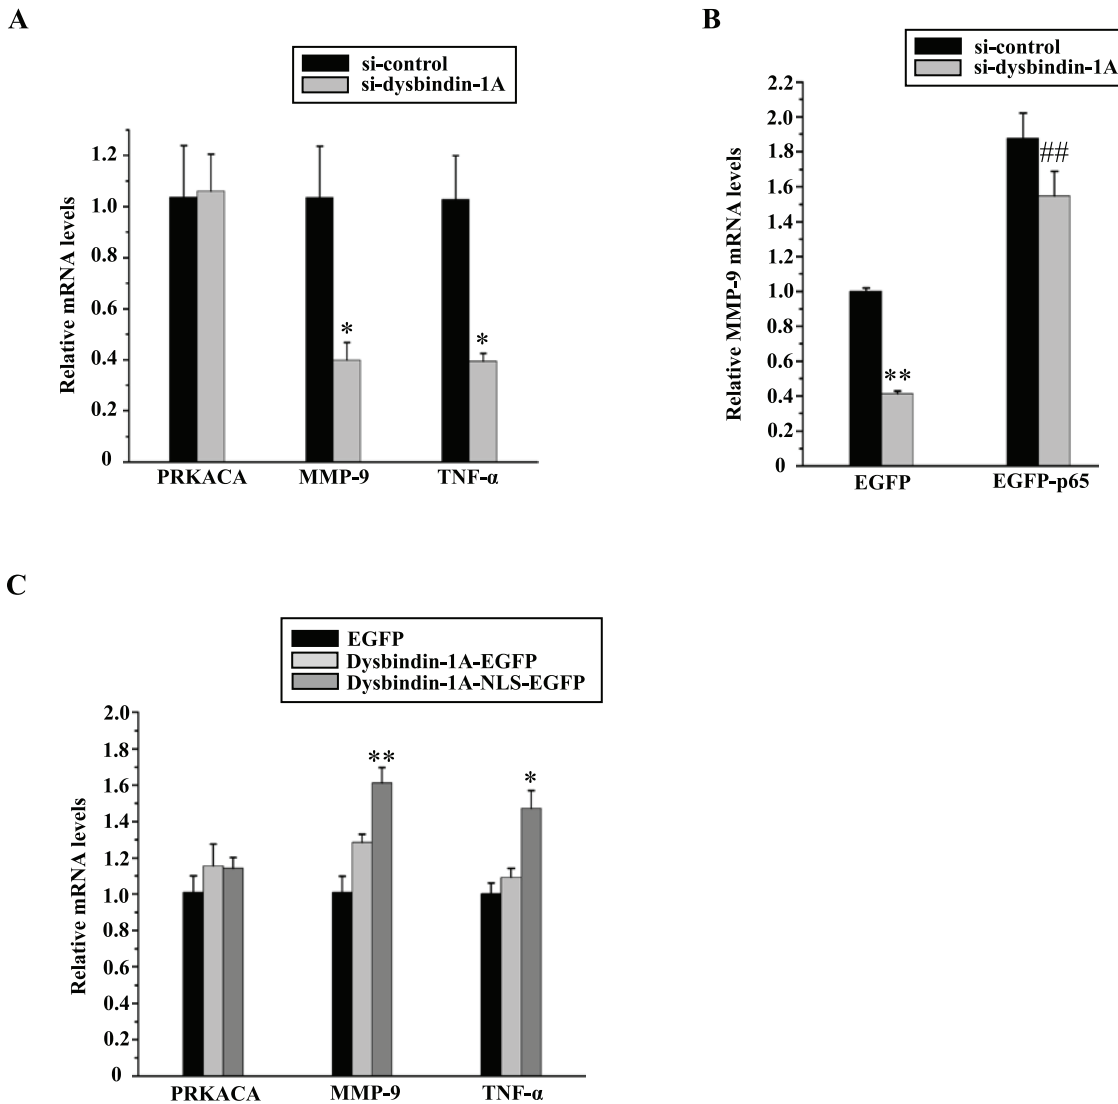 A
si-control
si-dysbindin-1A
Relative mRNA levels
1.2
1.0
0.8
0.6
0.4
0.2
0
*
*
PRKACA MMP-9 TNF-α
B
si-control
si-dysbindin-1A
Relative MMP-9 mRNA levels
2.2
2.0
1.8
1.6
1.4
1.2
1.0
0.8
0.6
0.4
0.2
0
##
**
EGFP EGFP-p65
C
EGFP
Dysbindin-1A-EGFP
Dysbindin-1A-NLS-EGFP
Relative mRNA levels
2.0
1.8
1.6
1.4
1.2
1.0
0.8
0.6
0.4
0.2
0
**
*
PRKACA MMP-9 TNF-α